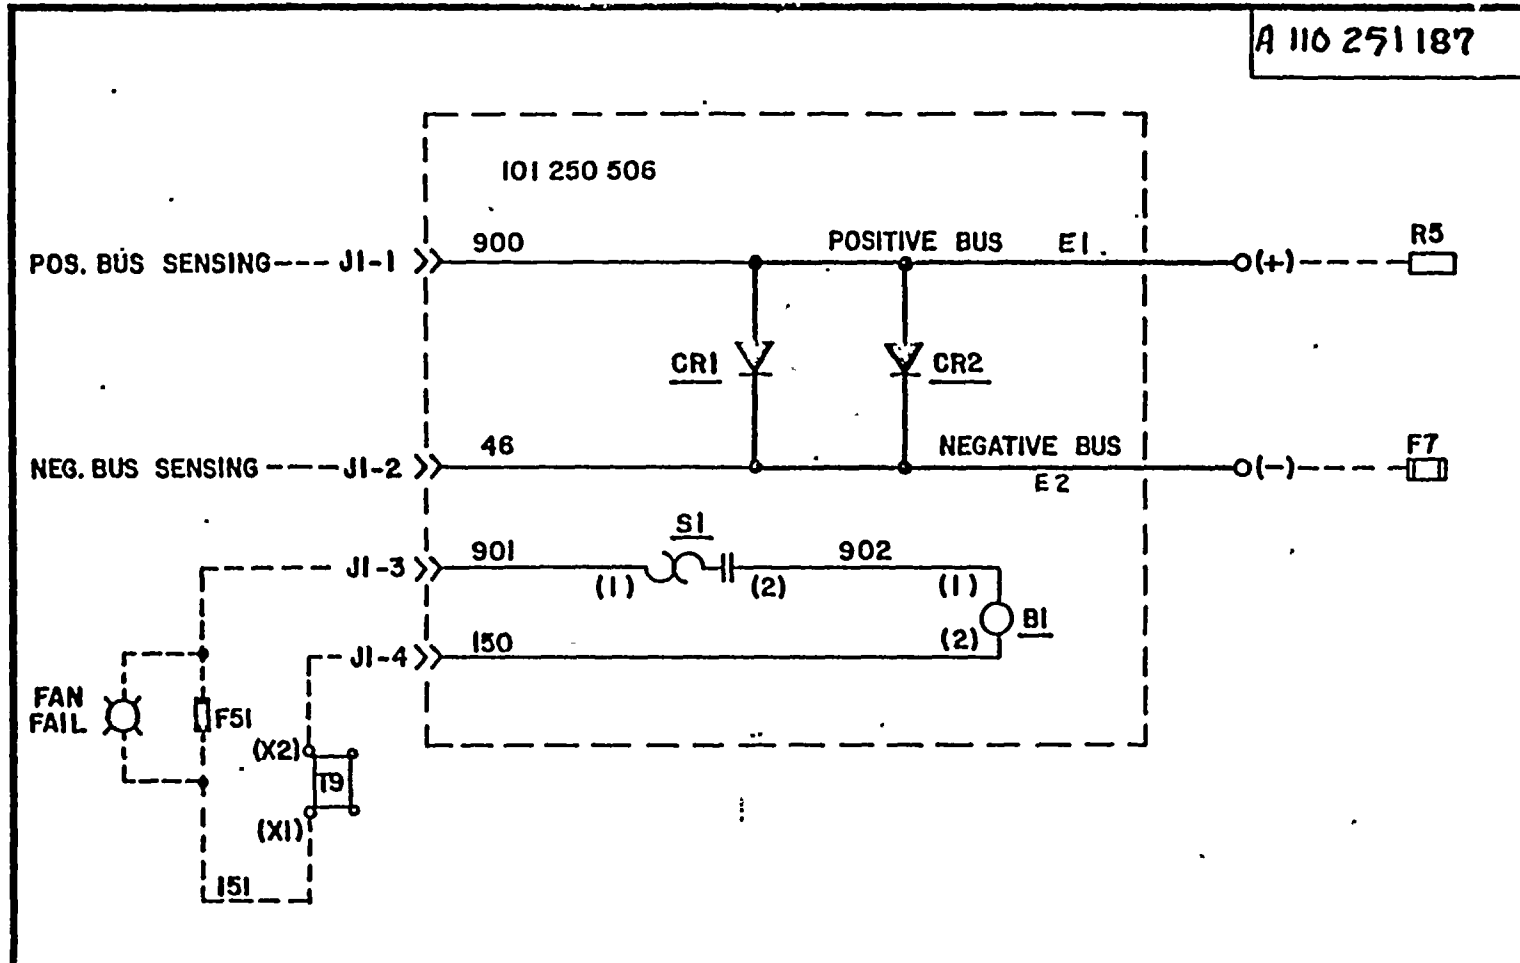 A 110 251 187
101 250 506
900
POSITIVE BUS E1
R5
POS. BUS SENSING --- J1-1
(+)
CR1
CR2
46
NEGATIVE BUS
F7
NEG. BUS SENSING --- J1-2
(-)
E2
S1
901
902
J1-3
(1)
(2)
(1)
B1
150
(2)
J1-4
FAN
FAIL
F51
(X2)
T9
(X1)
151